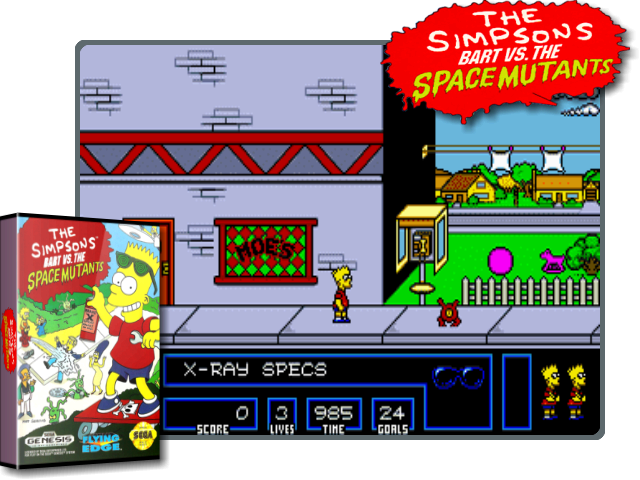 THE
SIMPSONS
BART VS. THE
SPACE MUTANTS
MOE'S
THE
SIMPSONS
BART VS. THE
SPACE MUTANTS
X-RAY SPECS
0
3
985
24
SCORE
LIVES
TIME
GOALS
SEGA
GENESIS
FLYING
EDGE
SEGA